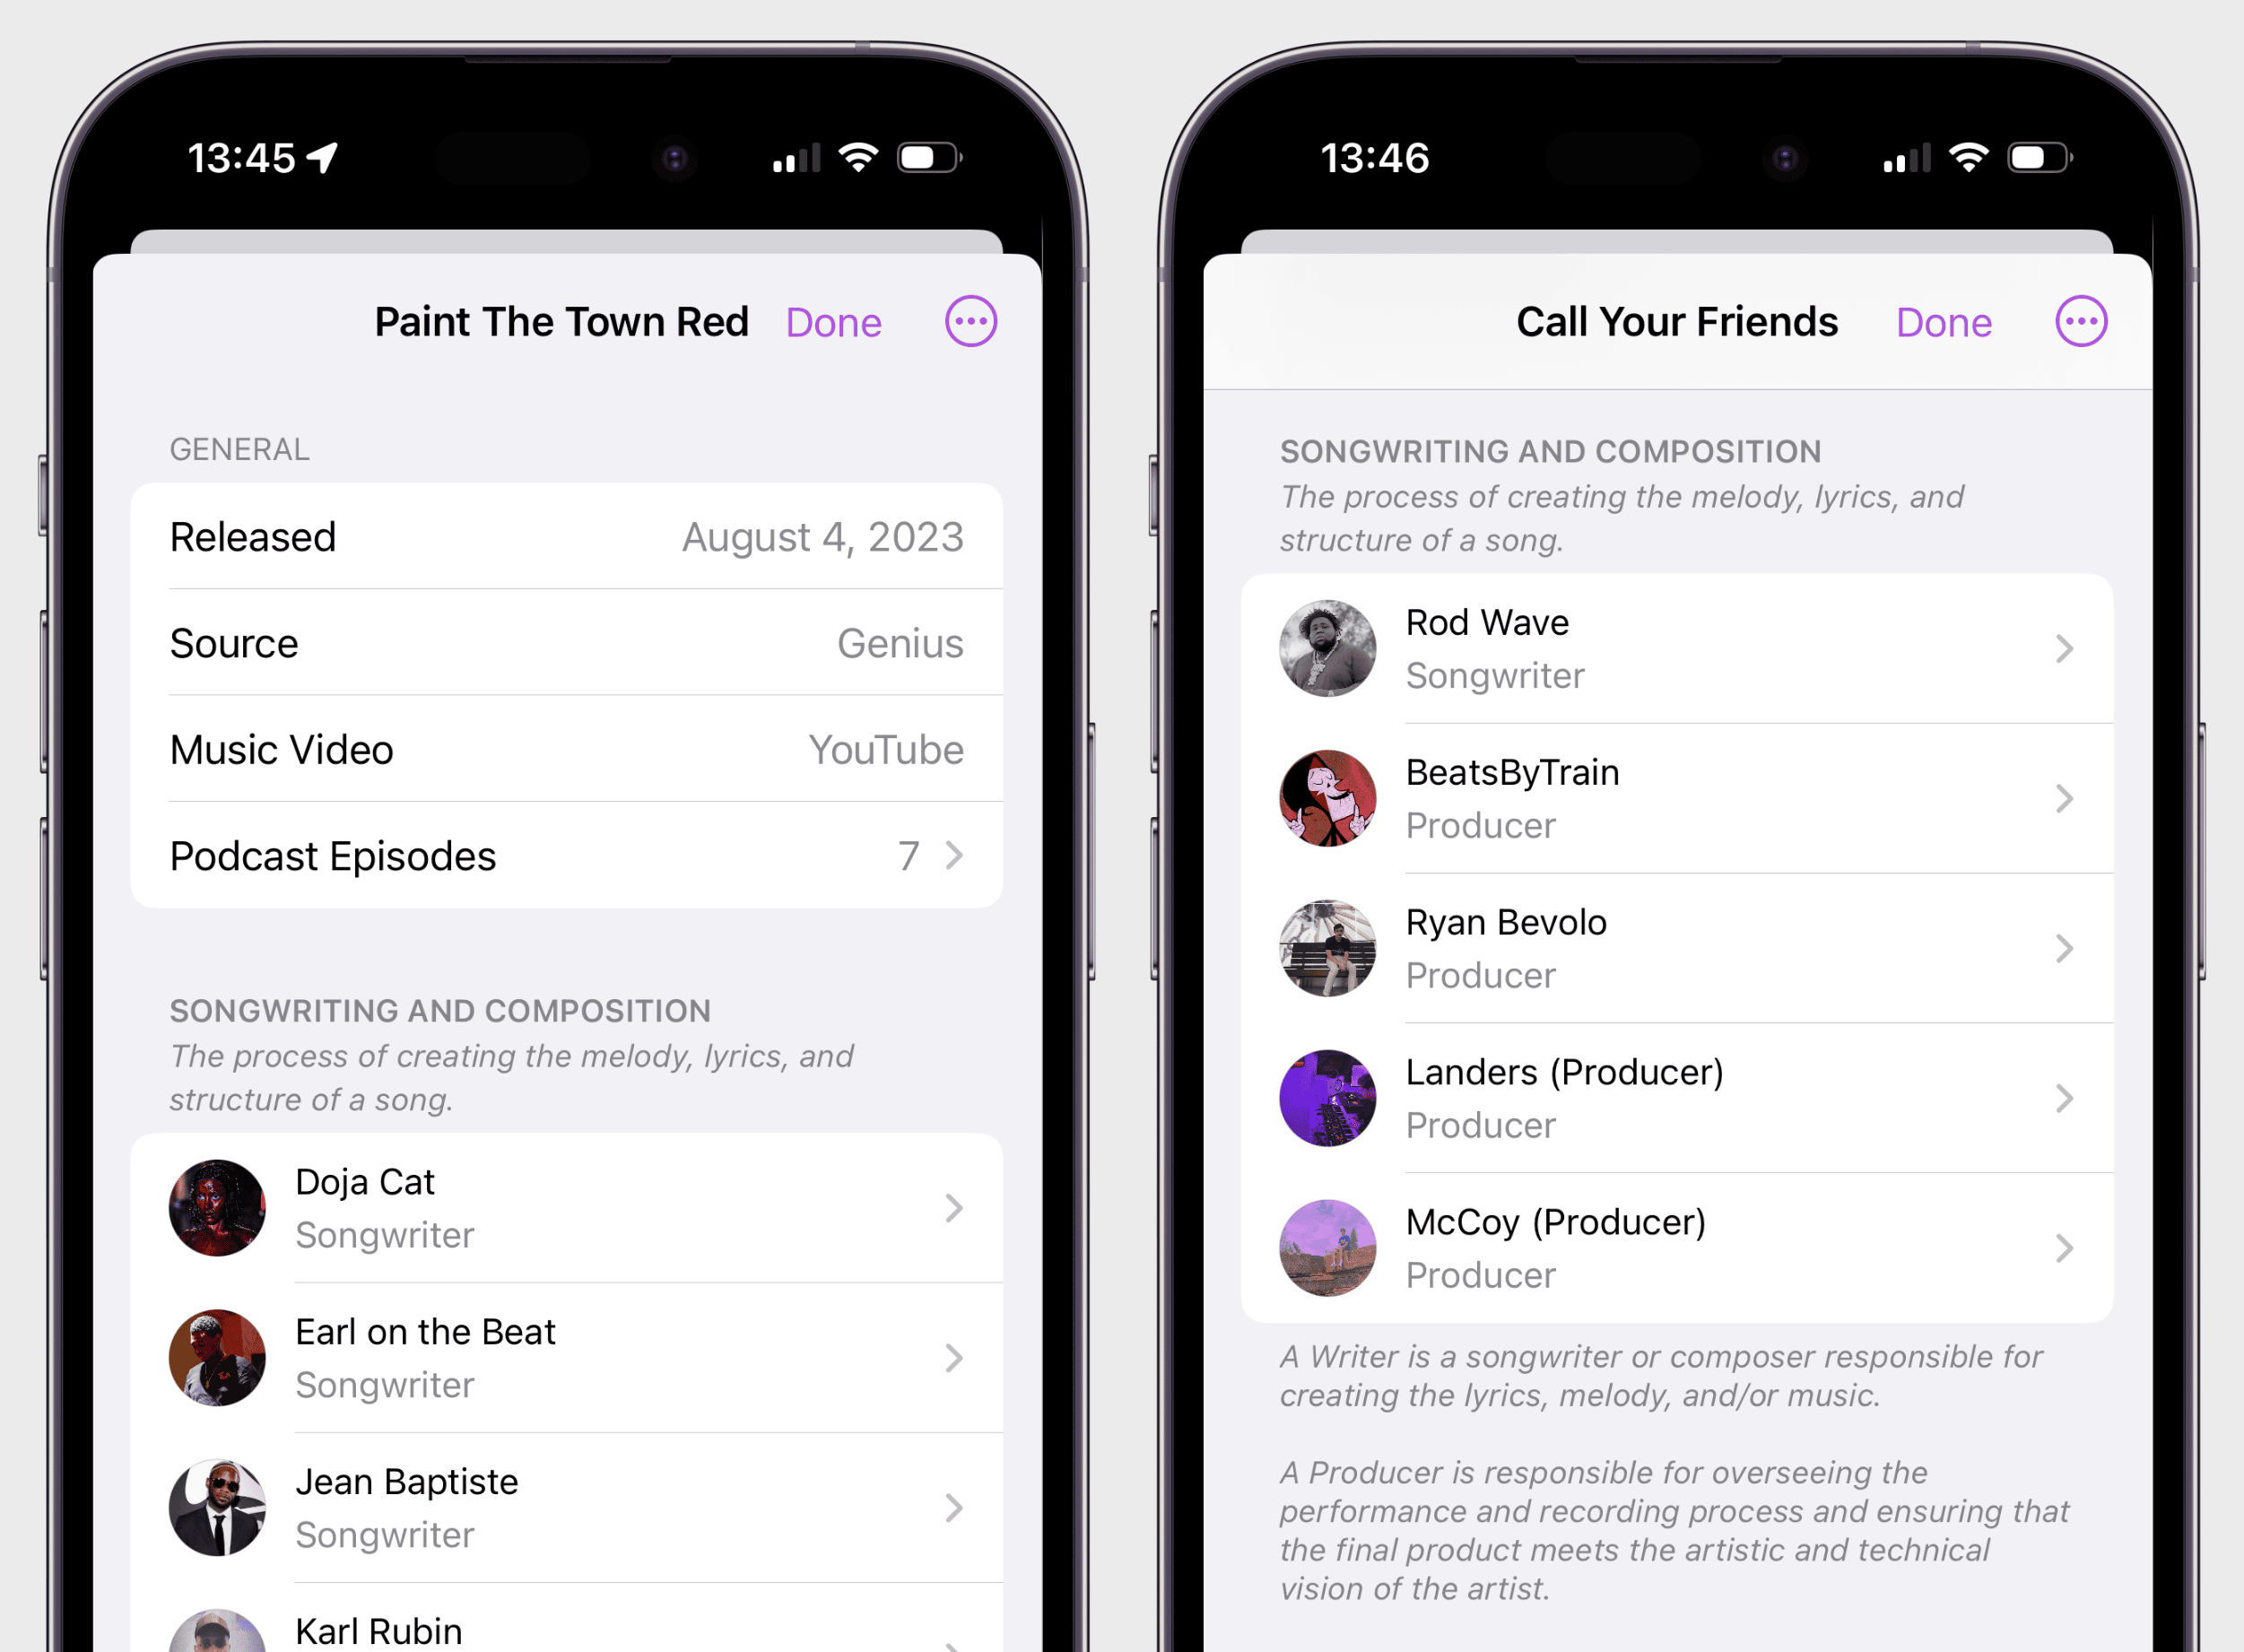 13:45
Paint The Town Red
Done
GENERAL
Released
August 4, 2023
Source
Genius
Music Video
YouTube
Podcast Episodes
7
SONGWRITING AND COMPOSITION
The process of creating the melody, lyrics, and
structure of a song.
Doja Cat
Songwriter
Earl on the Beat
Songwriter
Jean Baptiste
Songwriter
Karl Rubin
13:46
Call Your Friends
Done
SONGWRITING AND COMPOSITION
The process of creating the melody, lyrics, and
structure of a song.
Rod Wave
Songwriter
BeatsByTrain
Producer
Ryan Bevolo
Producer
Landers (Producer)
Producer
McCoy (Producer)
Producer
A Writer is a songwriter or composer responsible for
creating the lyrics, melody, and/or music.
A Producer is responsible for overseeing the
performance and recording process and ensuring that
the final product meets the artistic and technical
vision of the artist.